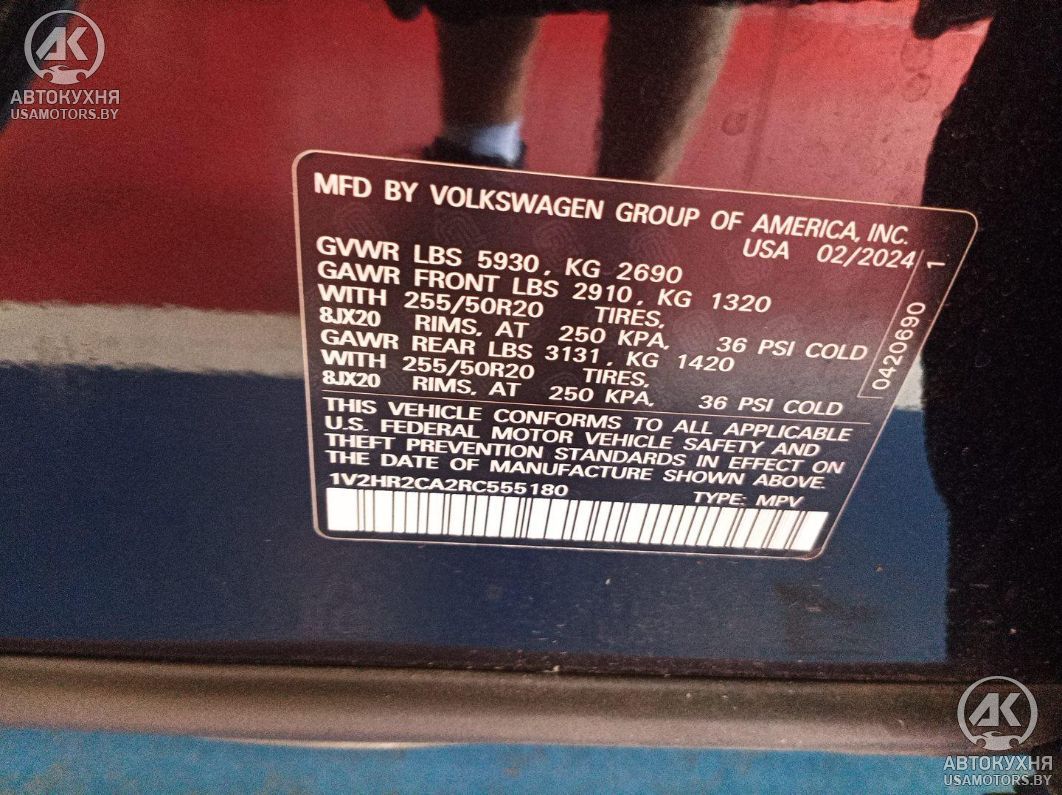 АК
АВТОКУХНЯ
USAMOTORS.BY
MFD BY VOLKSWAGEN GROUP OF AMERICA, INC.
USA 02/2024
GVWR LBS 5930, KG 2690
GAWR FRONT LBS 2910, KG 1320
WITH 255/50R20 TIRES,
8JX20 RIMS, AT 250 KPA, 36 PSI COLD
GAWR REAR LBS 3131, KG 1420
WITH 255/50R20 TIRES,
8JX20 RIMS, AT 250 KPA, 36 PSI COLD
0420690 1
THIS VEHICLE CONFORMS TO ALL APPLICABLE
U.S. FEDERAL MOTOR VEHICLE SAFETY AND
THEFT PREVENTION STANDARDS IN EFFECT ON
THE DATE OF MANUFACTURE SHOWN ABOVE.
1V2HR2CA2RC555180 TYPE: MPV
АК
АВТОКУХНЯ
USAMOTORS.BY